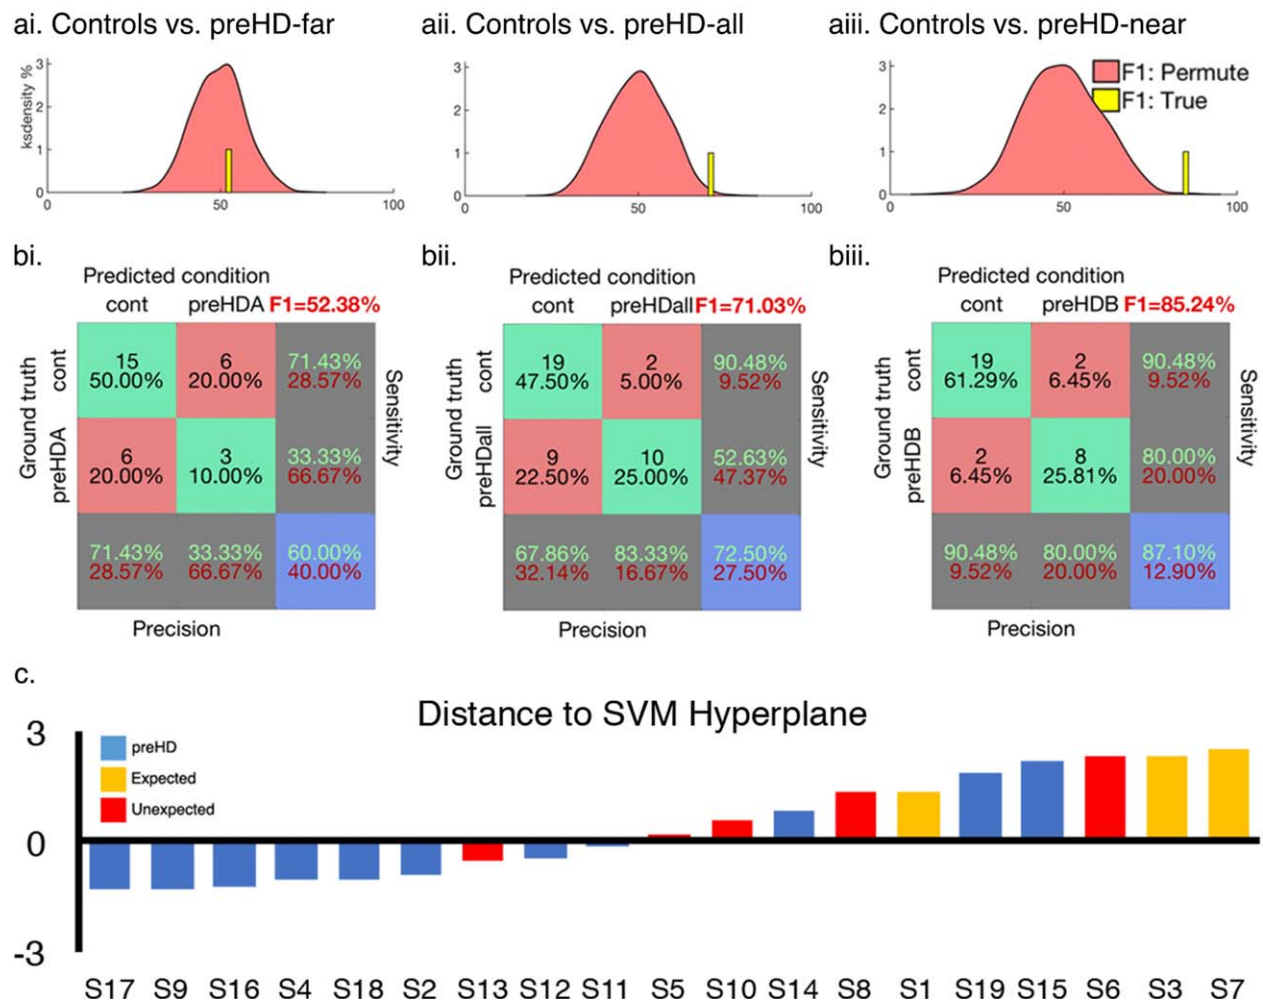 ai. Controls vs. preHD-far
aii. Controls vs. preHD-all
aiii. Controls vs. preHD-near
ksdensity %
3
2
1
0
0
50
100
3
2
1
0
0
50
100
3
2
1
0
0
50
100
F1: Permute
F1: True
bi.
Predicted condition
cont preHDA F1=52.38%
Ground truth
cont
preHDA
15 6 71.43%
50.00% 20.00% 28.57%
6 3 33.33%
20.00% 10.00% 66.67%
71.43% 33.33% 60.00%
28.57% 66.67% 40.00%
Sensitivity
Precision
bii.
Predicted condition
cont preHDall F1=71.03%
Ground truth
cont
preHDall
19 2 90.48%
47.50% 5.00% 9.52%
9 10 52.63%
22.50% 25.00% 47.37%
67.86% 83.33% 72.50%
32.14% 16.67% 27.50%
Sensitivity
Precision
biii.
Predicted condition
cont preHDB F1=85.24%
Ground truth
cont
preHDB
19 2 90.48%
61.29% 6.45% 9.52%
2 8 80.00%
6.45% 25.81% 20.00%
90.48% 80.00% 87.10%
9.52% 20.00% 12.90%
Sensitivity
Precision
c.
Distance to SVM Hyperplane
3
0
-3
preHD
Expected
Unexpected
S17 S9 S16 S4 S18 S2 S13 S12 S11 S5 S10 S14 S8 S1 S19 S15 S6 S3 S7